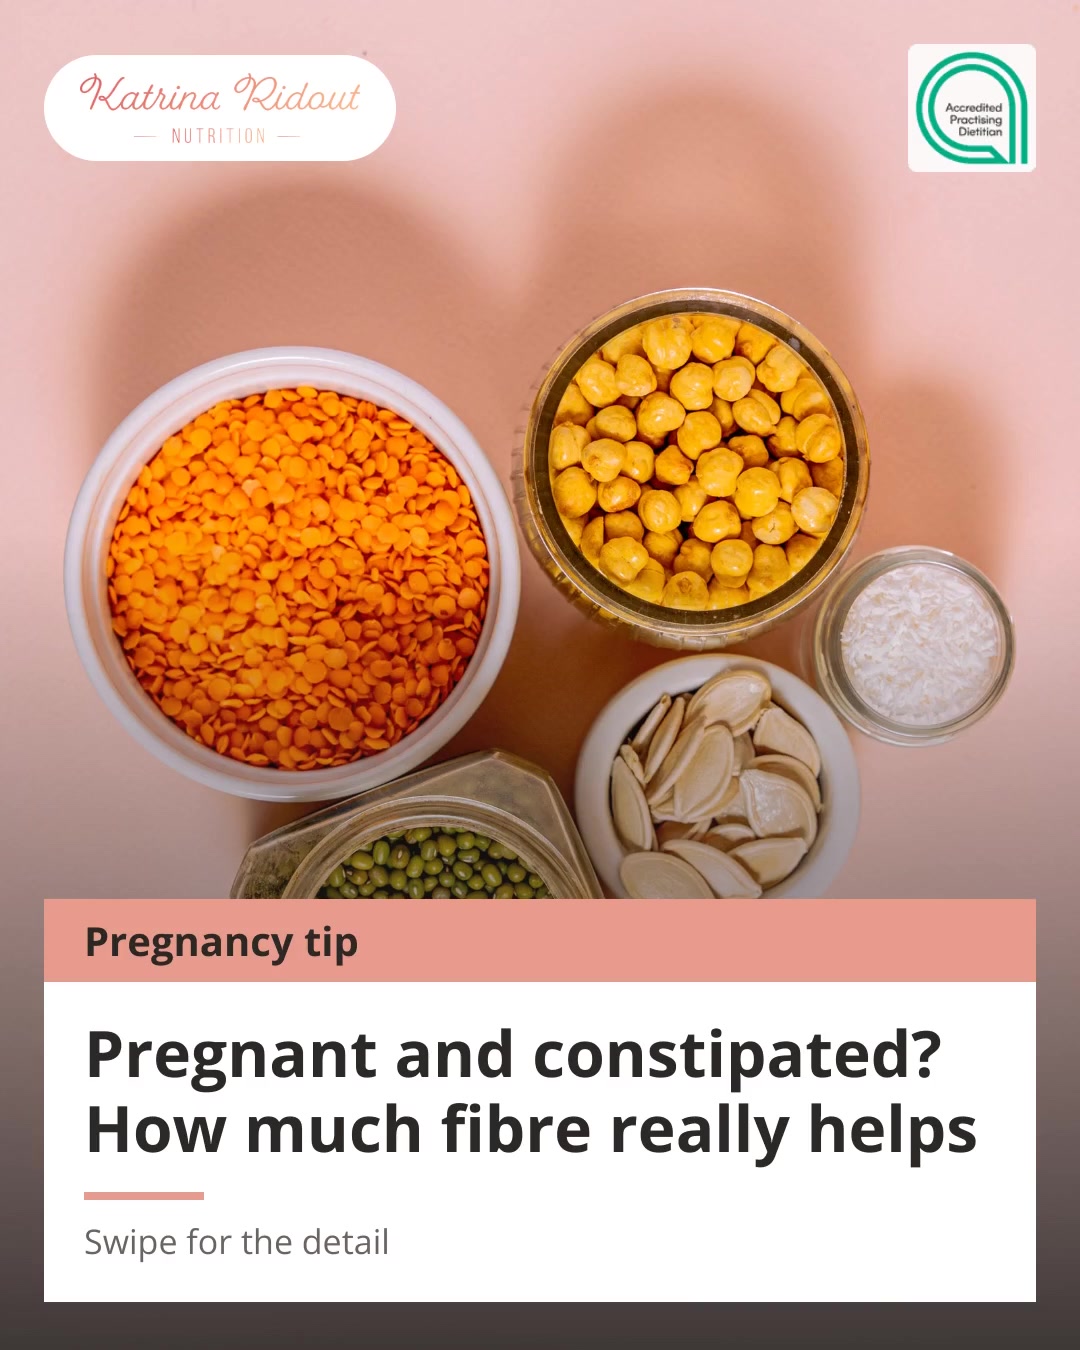 Katrina Ridout
NUTRITION
Accredited
Practising
Dietitian
Pregnancy tip
Pregnant and constipated?
How much fibre really helps
Swipe for the detail